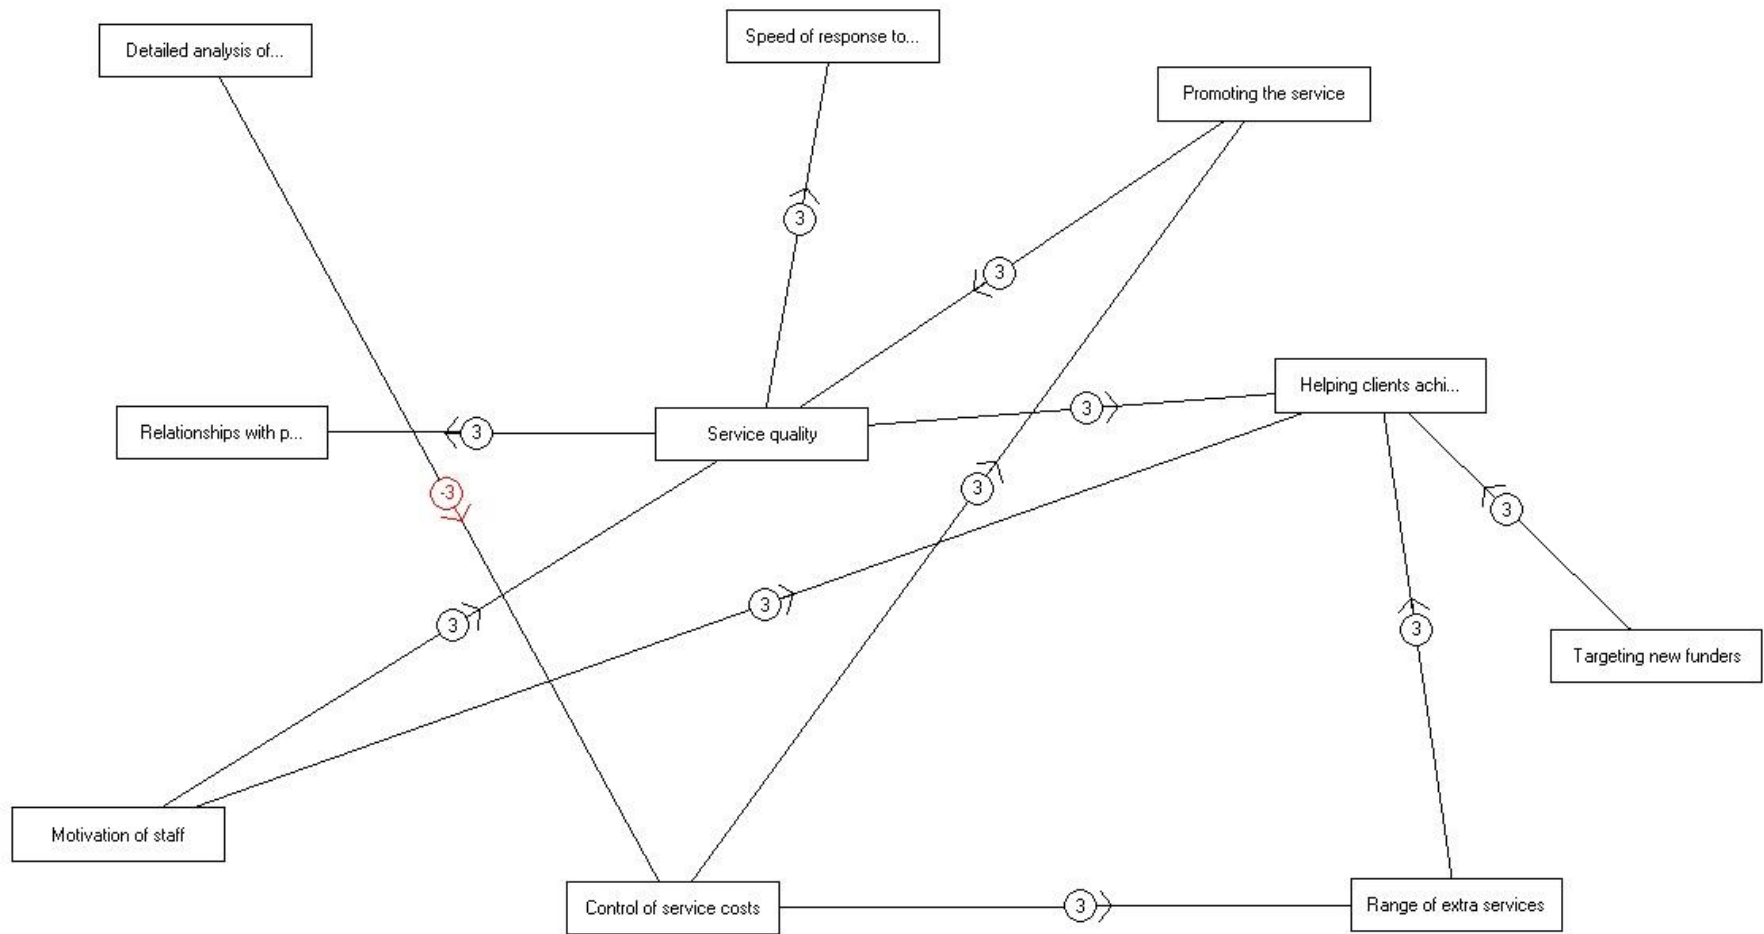 Speed of response to...
Detailed analysis of...
Promoting the service
3
3
Helping clients achi...
3
Relationships with p...
3
Service quality
-3
3
3
3
3
3
Targeting new funders
Motivation of staff
Control of service costs
3
Range of extra services